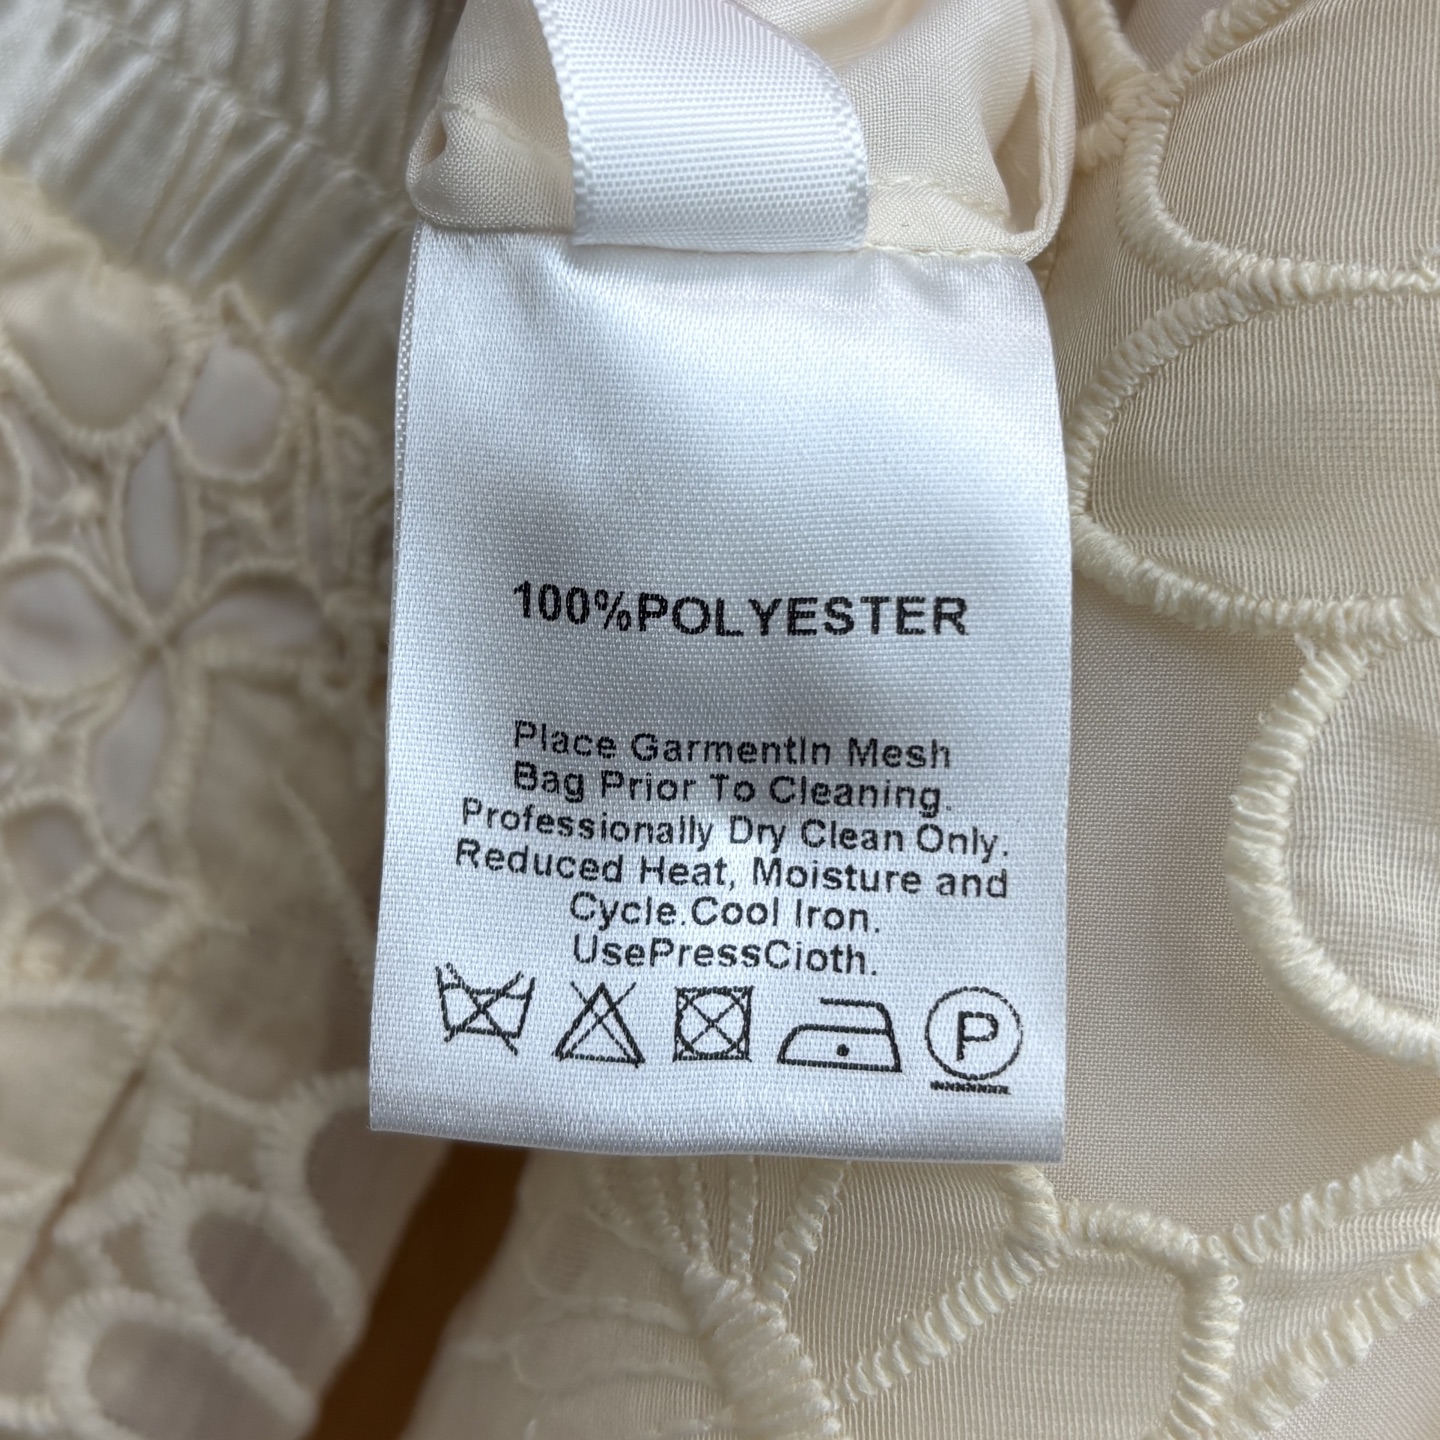 100%POLYESTER
Place GarmentIn Mesh
Bag Prior To Cleaning.
Professionally Dry Clean Only.
Reduced Heat, Moisture and
Cycle.Cool Iron.
UsePressCloth.
P